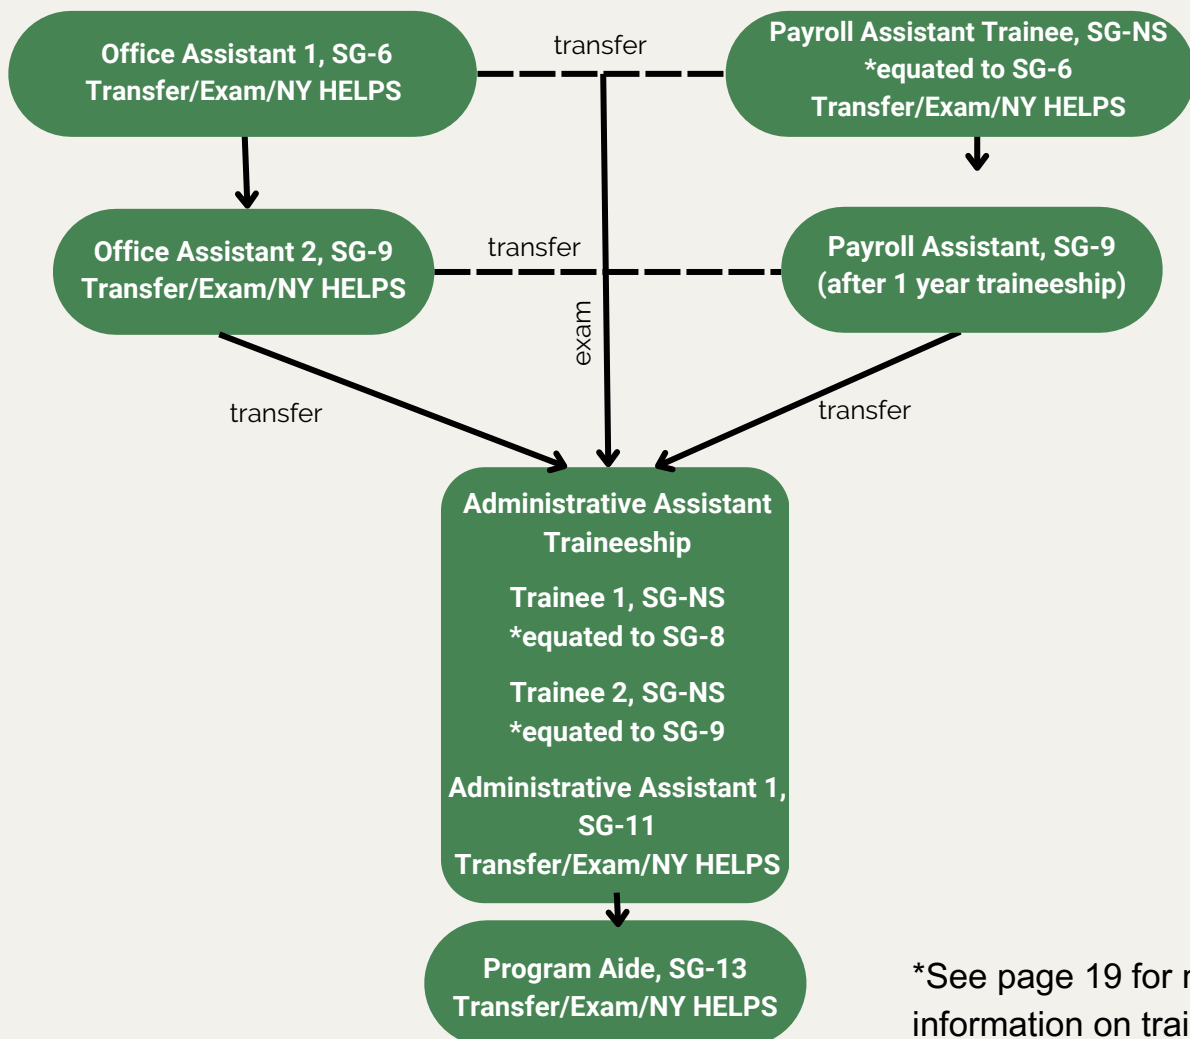 Office Assistant 1, SG-6
Transfer/Exam/NY HELPS
transfer
Payroll Assistant Trainee, SG-NS
*equated to SG-6
Transfer/Exam/NY HELPS
Office Assistant 2, SG-9
Transfer/Exam/NY HELPS
transfer
Payroll Assistant, SG-9
(after 1 year traineeship)
exam
transfer
transfer
Administrative Assistant
Traineeship
Trainee 1, SG-NS
*equated to SG-8
Trainee 2, SG-NS
*equated to SG-9
Administrative Assistant 1,
SG-11
Transfer/Exam/NY HELPS
Program Aide, SG-13
Transfer/Exam/NY HELPS
*See page 19 for
information on